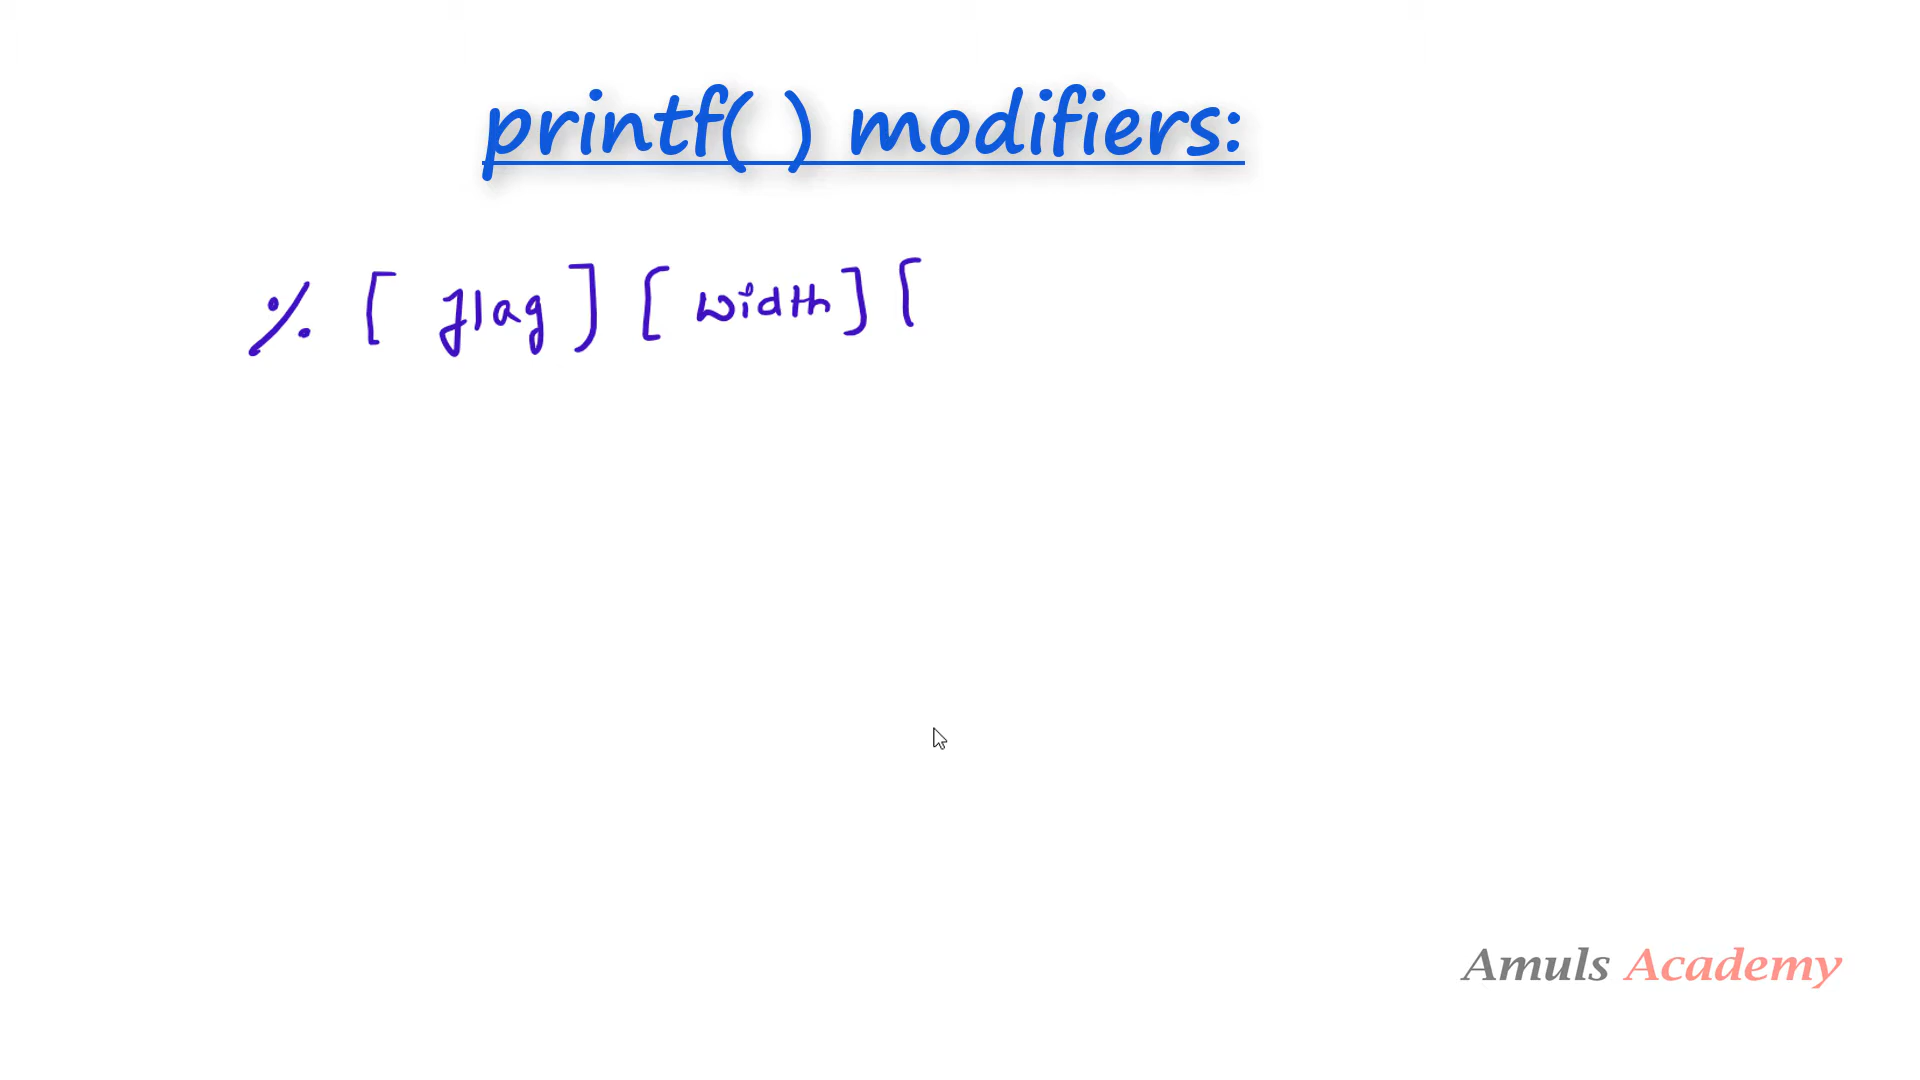 printf( ) modifiers:
% [ flag ] [ width ] [
Amuls Academy